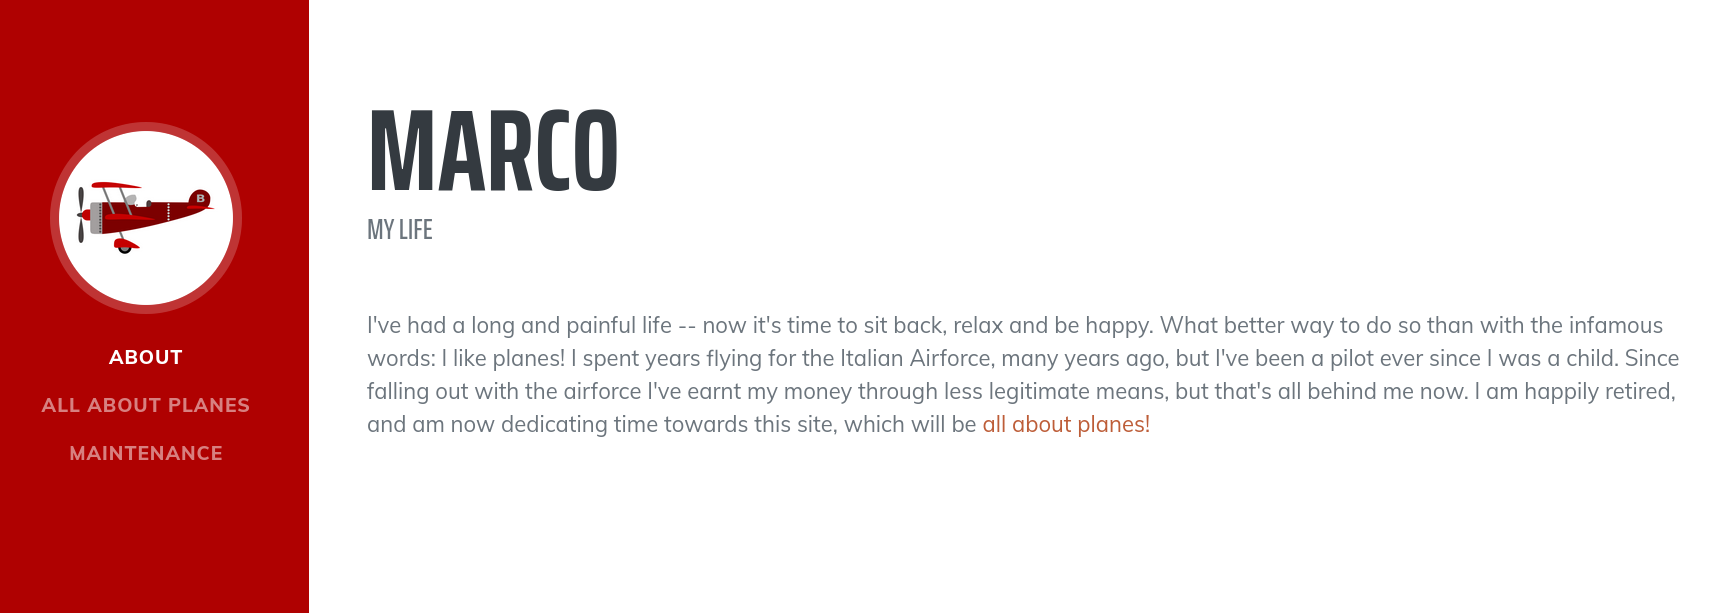 B
ABOUT
ALL ABOUT PLANES
MAINTENANCE
MARCO
MY LIFE
I've had a long and painful life -- now it's time to sit back, relax and be happy. What better way to do so than with the infamous
words: I like planes! I spent years flying for the Italian Airforce, many years ago, but I've been a pilot ever since I was a child. Since
falling out with the airforce I've earnt my money through less legitimate means, but that's all behind me now. I am happily retired,
and am now dedicating time towards this site, which will be all about planes!